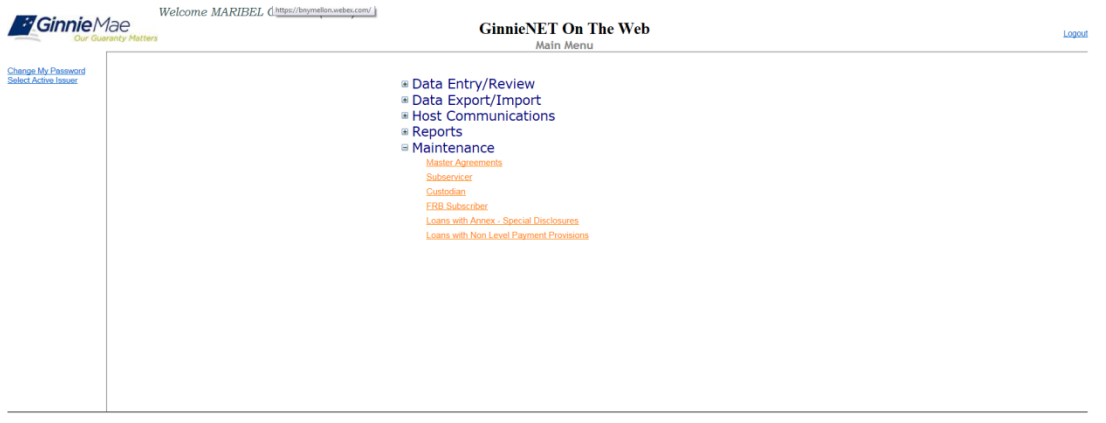 Welcome MARIBEL
https://bnymellon.webex.com/
GinnieMae
Our Guaranty Matters
GinnieNET On The Web
Main Menu
Logout
Change My Password
Select Active Issuer
Data Entry/Review
Data Export/Import
Host Communications
Reports
Maintenance
Master Agreements
Subservicer
Custodian
FRB Subscriber
Loans with Annex - Special Disclosures
Loans with Non Level Payment Provisions